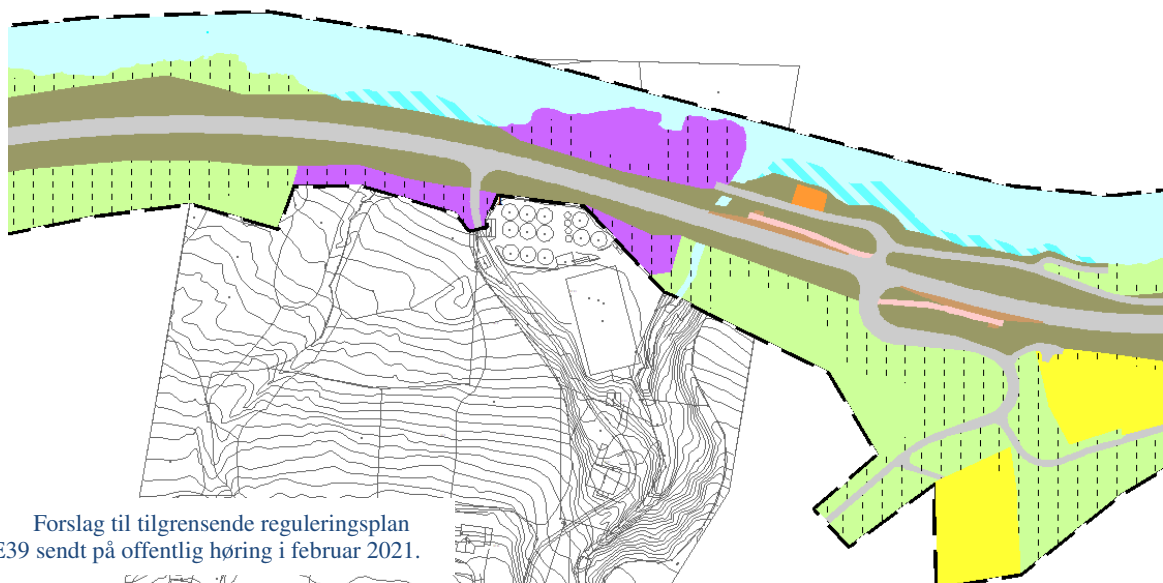 Forslag til tilgrensende reguleringsplan
E39 sendt på offentlig høring i februar 2021.